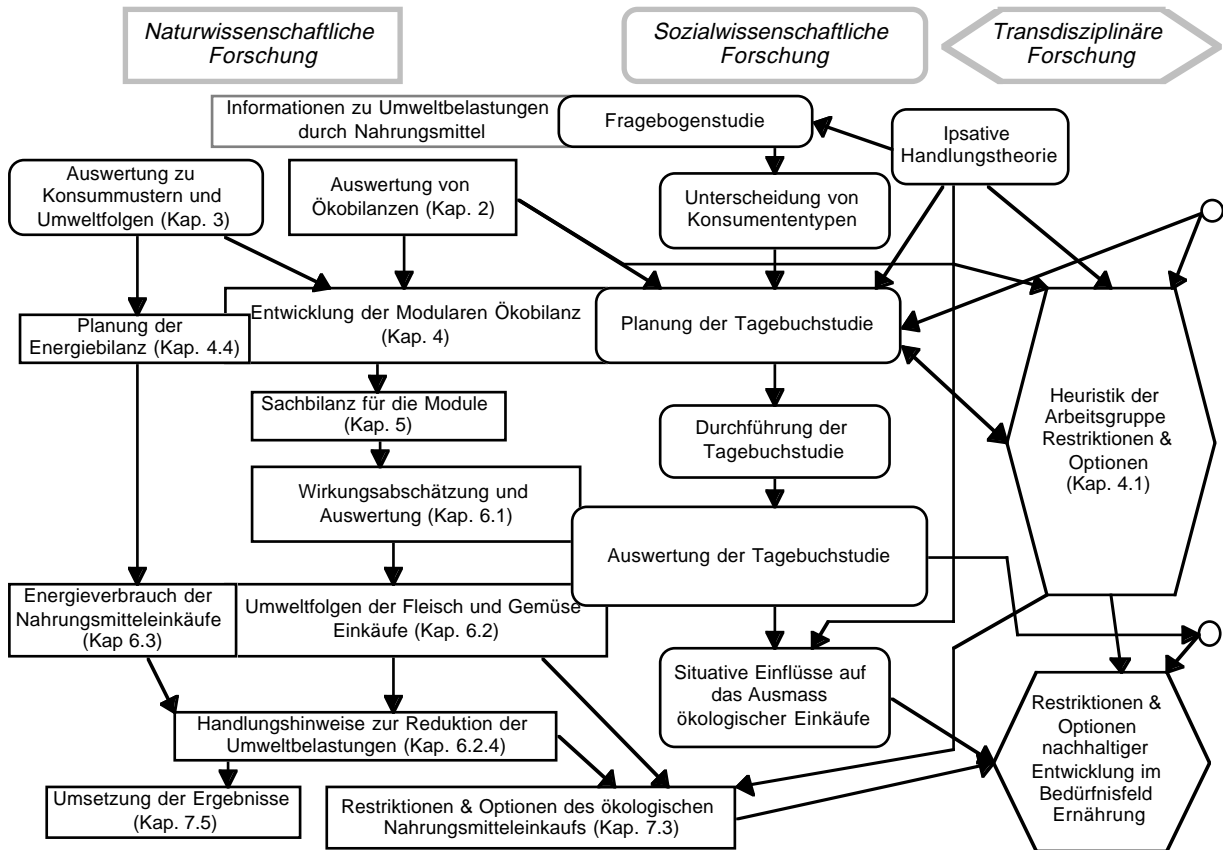 Naturwissenschaftliche
Forschung
Sozialwissenschaftliche
Forschung
Transdisziplinäre
Forschung
Informationen zu Umweltbelastungen
durch Nahrungsmittel
Fragebogenstudie
Ipsative
Handlungstheorie
Auswertung zu
Konsummustern und
Umweltfolgen (Kap. 3)
Auswertung von
Ökobilanzen (Kap. 2)
Unterscheidung von
Konsumententypen
Planung der
Energiebilanz (Kap. 4.4)
Entwicklung der Modularen Ökobilanz
(Kap. 4)
Planung der Tagebuchstudie
Heuristik der
Arbeitsgruppe
Restriktionen &
Optionen
(Kap. 4.1)
Sachbilanz für die Module
(Kap. 5)
Durchführung der
Tagebuchstudie
Wirkungsabschätzung und
Auswertung (Kap. 6.1)
Auswertung der Tagebuchstudie
Energieverbrauch der
Nahrungsmitteleinkäufe
(Kap 6.3)
Umweltfolgen der Fleisch und Gemüse
Einkäufe (Kap. 6.2)
Situative Einflüsse auf
das Ausmass
ökologischer Einkäufe
Restriktionen &
Optionen
nachhaltiger
Entwicklung im
Bedürfnisfeld
Ernährung
Handlungshinweise zur Reduktion der
Umweltbelastungen (Kap. 6.2.4)
Umsetzung der Ergebnisse
(Kap. 7.5)
Restriktionen & Optionen des ökologischen
Nahrungsmitteleinkaufs (Kap. 7.3)